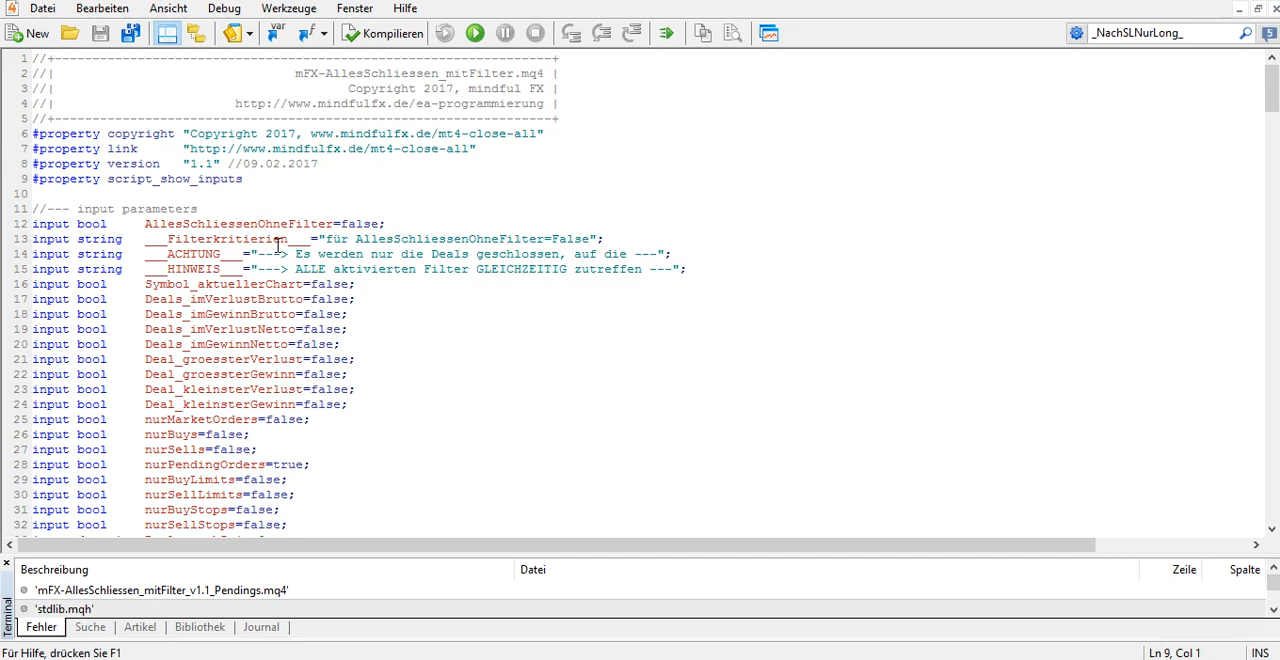 Datei Bearbeiten Ansicht Debug Werkzeuge Fenster Hilfe
New var Kompilieren _NachSLNurLong_ 5
1 //+------------------------------------------------------------------+
2 //| mFX-AllesSchliessen_mitFilter.mq4 |
3 //| Copyright 2017, mindful FX |
4 //| http://www.mindfulfx.de/ea-programmierung |
5 //+------------------------------------------------------------------+
6 #property copyright "Copyright 2017, www.mindfulfx.de/mt4-close-all"
7 #property link "http://www.mindfulfx.de/mt4-close-all"
8 #property version "1.1" //09.02.2017
9 #property script_show_inputs
10
11 //--- input parameters
12 input bool AllesSchliessenOhneFilter=false;
13 input string ___Filterkritierien___="für AllesSchliessenOhneFilter=False";
14 input string ___ACHTUNG___="---> Es werden nur die Deals geschlossen, auf die ---";
15 input string ___HINWEIS___="---> ALLE aktivierten Filter GLEICHZEITIG zutreffen ---";
16 input bool Symbol_aktuellerChart=false;
17 input bool Deals_imVerlustBrutto=false;
18 input bool Deals_imGewinnBrutto=false;
19 input bool Deals_imVerlustNetto=false;
20 input bool Deals_imGewinnNetto=false;
21 input bool Deal_groessterVerlust=false;
22 input bool Deal_groessterGewinn=false;
23 input bool Deal_kleinsterVerlust=false;
24 input bool Deal_kleinsterGewinn=false;
25 input bool nurMarketOrders=false;
26 input bool nurBuys=false;
27 input bool nurSells=false;
28 input bool nurPendingOrders=true;
29 input bool nurBuyLimits=false;
30 input bool nurSellLimits=false;
31 input bool nurBuyStops=false;
32 input bool nurSellStops=false;
Beschreibung Datei Zeile Spalte
'mFX-AllesSchliessen_mitFilter_v1.1_Pendings.mq4'
'stdlib.mqh'
Terminal
Fehler Suche Artikel Bibliothek Journal
Für Hilfe, drücken Sie F1 Ln 9, Col 1 INS